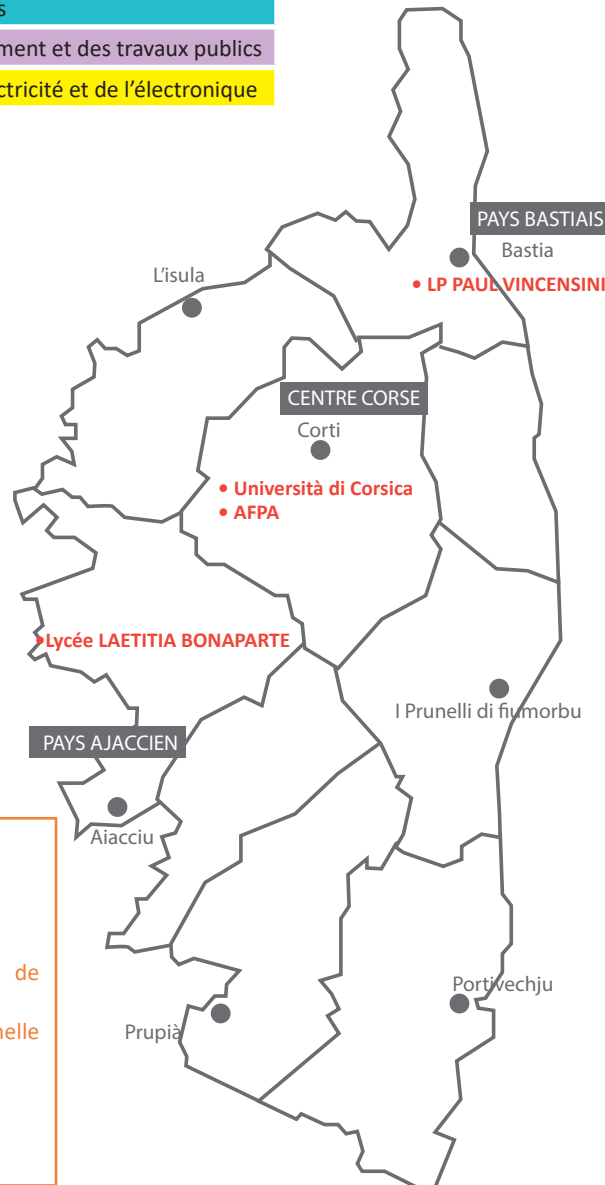 s
ment et des travaux publics
ctricité et de l'électronique
PAYS BASTIAIS
Bastia
• LP PAUL VINCENSINI
L'isula
CENTRE CORSE
Corti
• Università di Corsica
• AFPA
•Lycée LAETITIA BONAPARTE
I Prunelli di fiumorbu
PAYS AJACCIEN
Aiacciu
de
nelle
Portivechju
Prupià